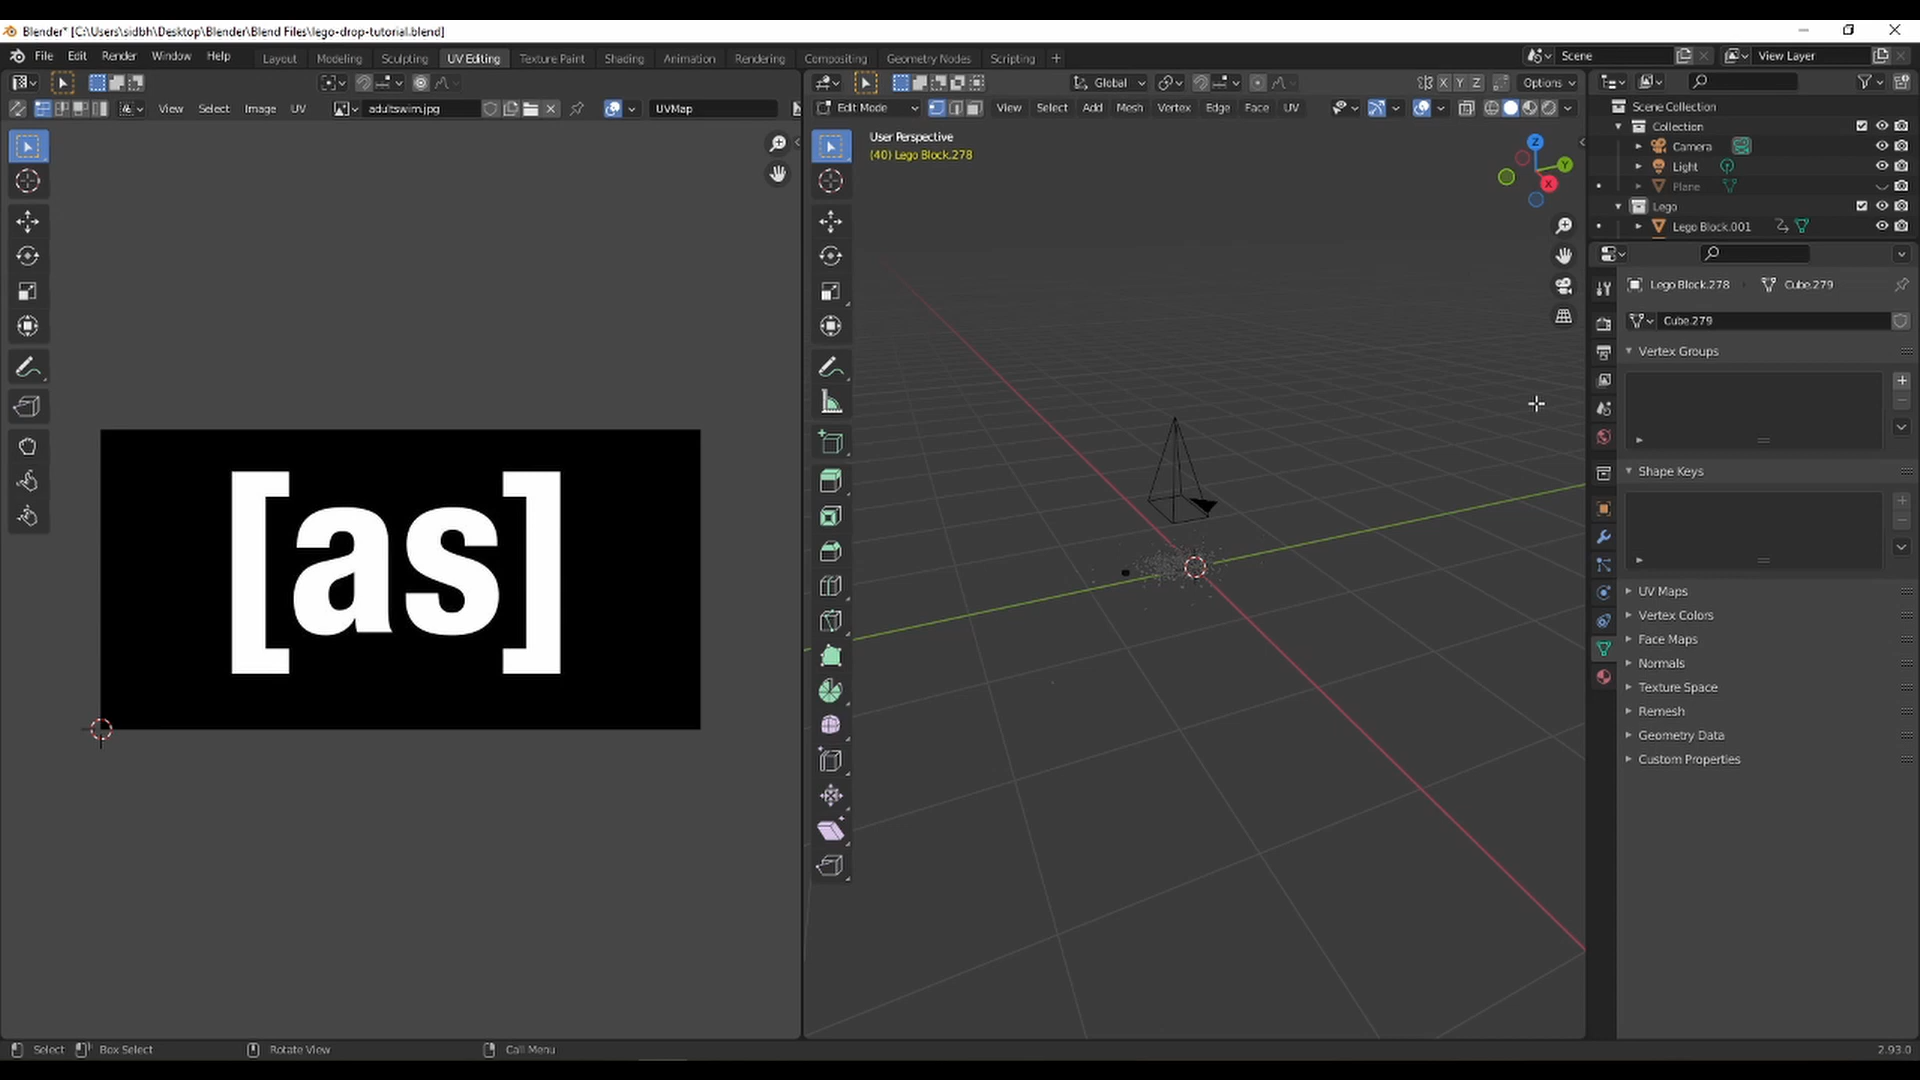 Blender* [C:\Users\sidbh\Desktop\Blender\Blend Files\lego-drop-tutorial.blend]
File Edit Render Window Help
Layout Modeling Sculpting UV Editing Texture Paint Shading Animation Rendering Compositing Geometry Nodes Scripting +
Scene
View Layer
Global
X Y Z
Options
View Select Image UV
adultswim.jpg
UVMap
Edit Mode
View Select Add Mesh Vertex Edge Face UV
User Perspective
(40) Lego Block.278
Z
Y
X
[as]
Scene Collection
Collection
Camera
Light
Plane
Lego
Lego Block.001
Lego Block.278
Cube.279
Cube.279
Vertex Groups
Shape Keys
UV Maps
Vertex Colors
Face Maps
Normals
Texture Space
Remesh
Geometry Data
Custom Properties
Select
Box Select
Rotate View
Call Menu
2.93.0